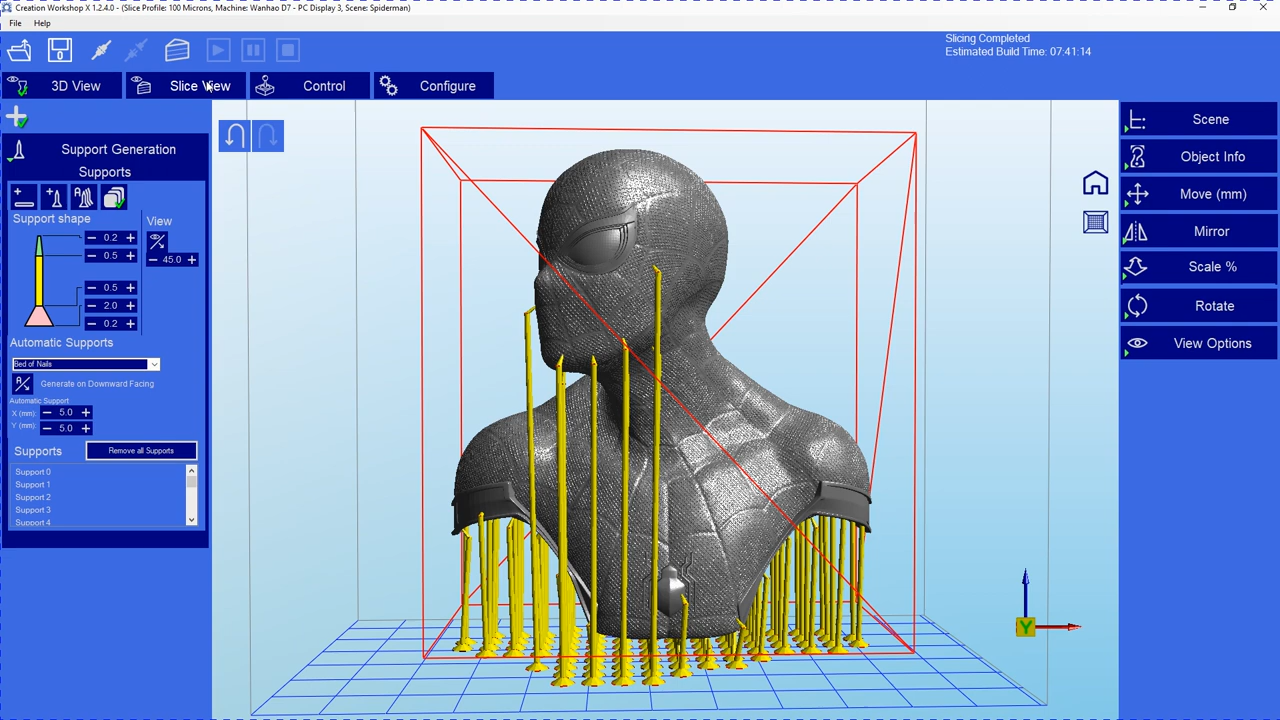 Creation Workshop X 1.2.4.0 - (Slice Profile: 100 Microns, Machine: Wanhao D7 - PC Display 3, Scene: Spiderman)
File Help
Slicing Completed
Estimated Build Time: 07:41:14
3D View
Slice View
Control
Configure
Support Generation
Supports
Support shape
View
0.2
0.5
45.0
0.5
2.0
0.2
Automatic Supports
Bed of Nails
Generate on Downward Facing
Automatic Support
X (mm): 5.0
Y (mm): 5.0
Supports
Remove all Supports
Support 0
Support 1
Support 2
Support 3
Support 4
Scene
Object Info
Move (mm)
Mirror
Scale %
Rotate
View Options
Y